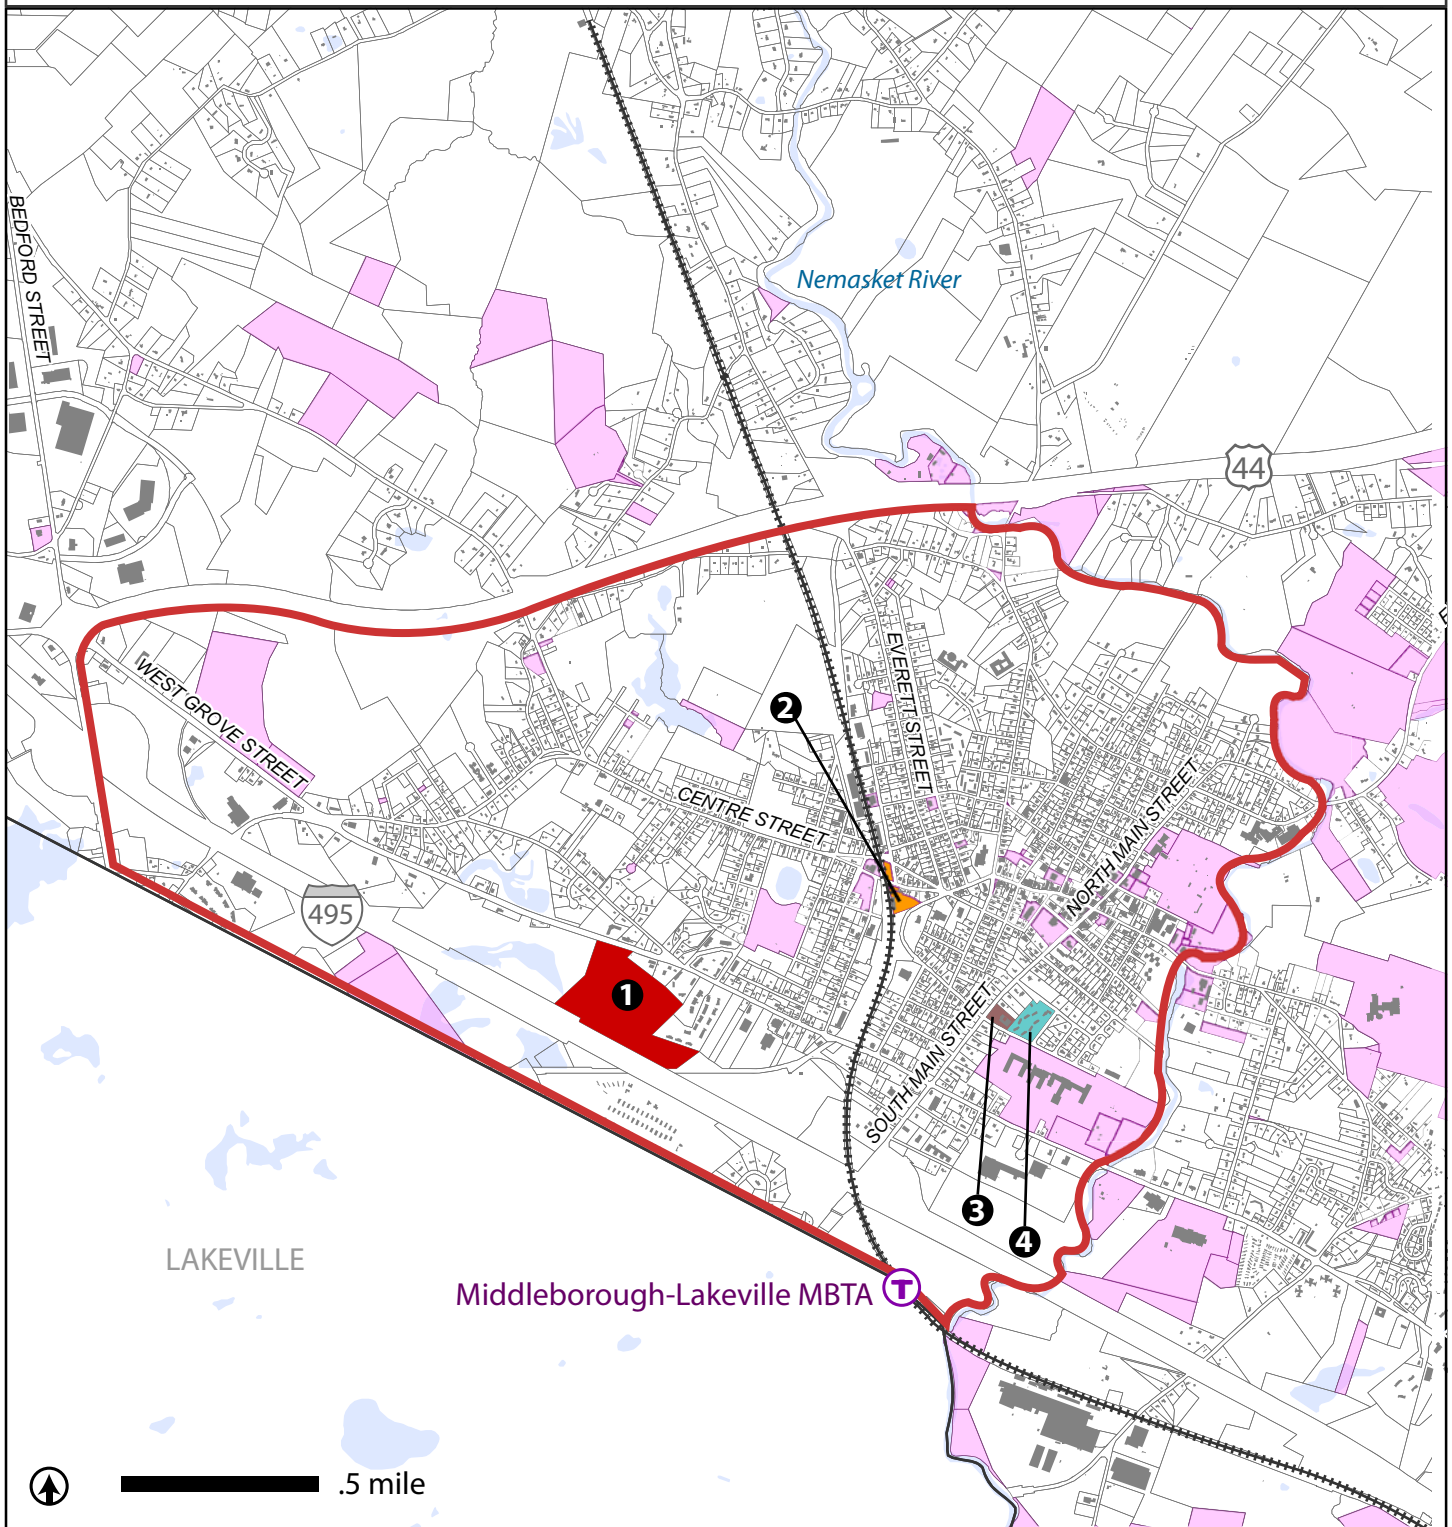 BEDFORD STREET
Nemasket River
44
EVERETT STREET
WEST GROVE STREET
2
CENTRE STREET
NORTH MAIN STREET
495
1
SOUTH MAIN STREET
3
4
LAKEVILLE
Middleborough-Lakeville MBTA
T
.5 mile